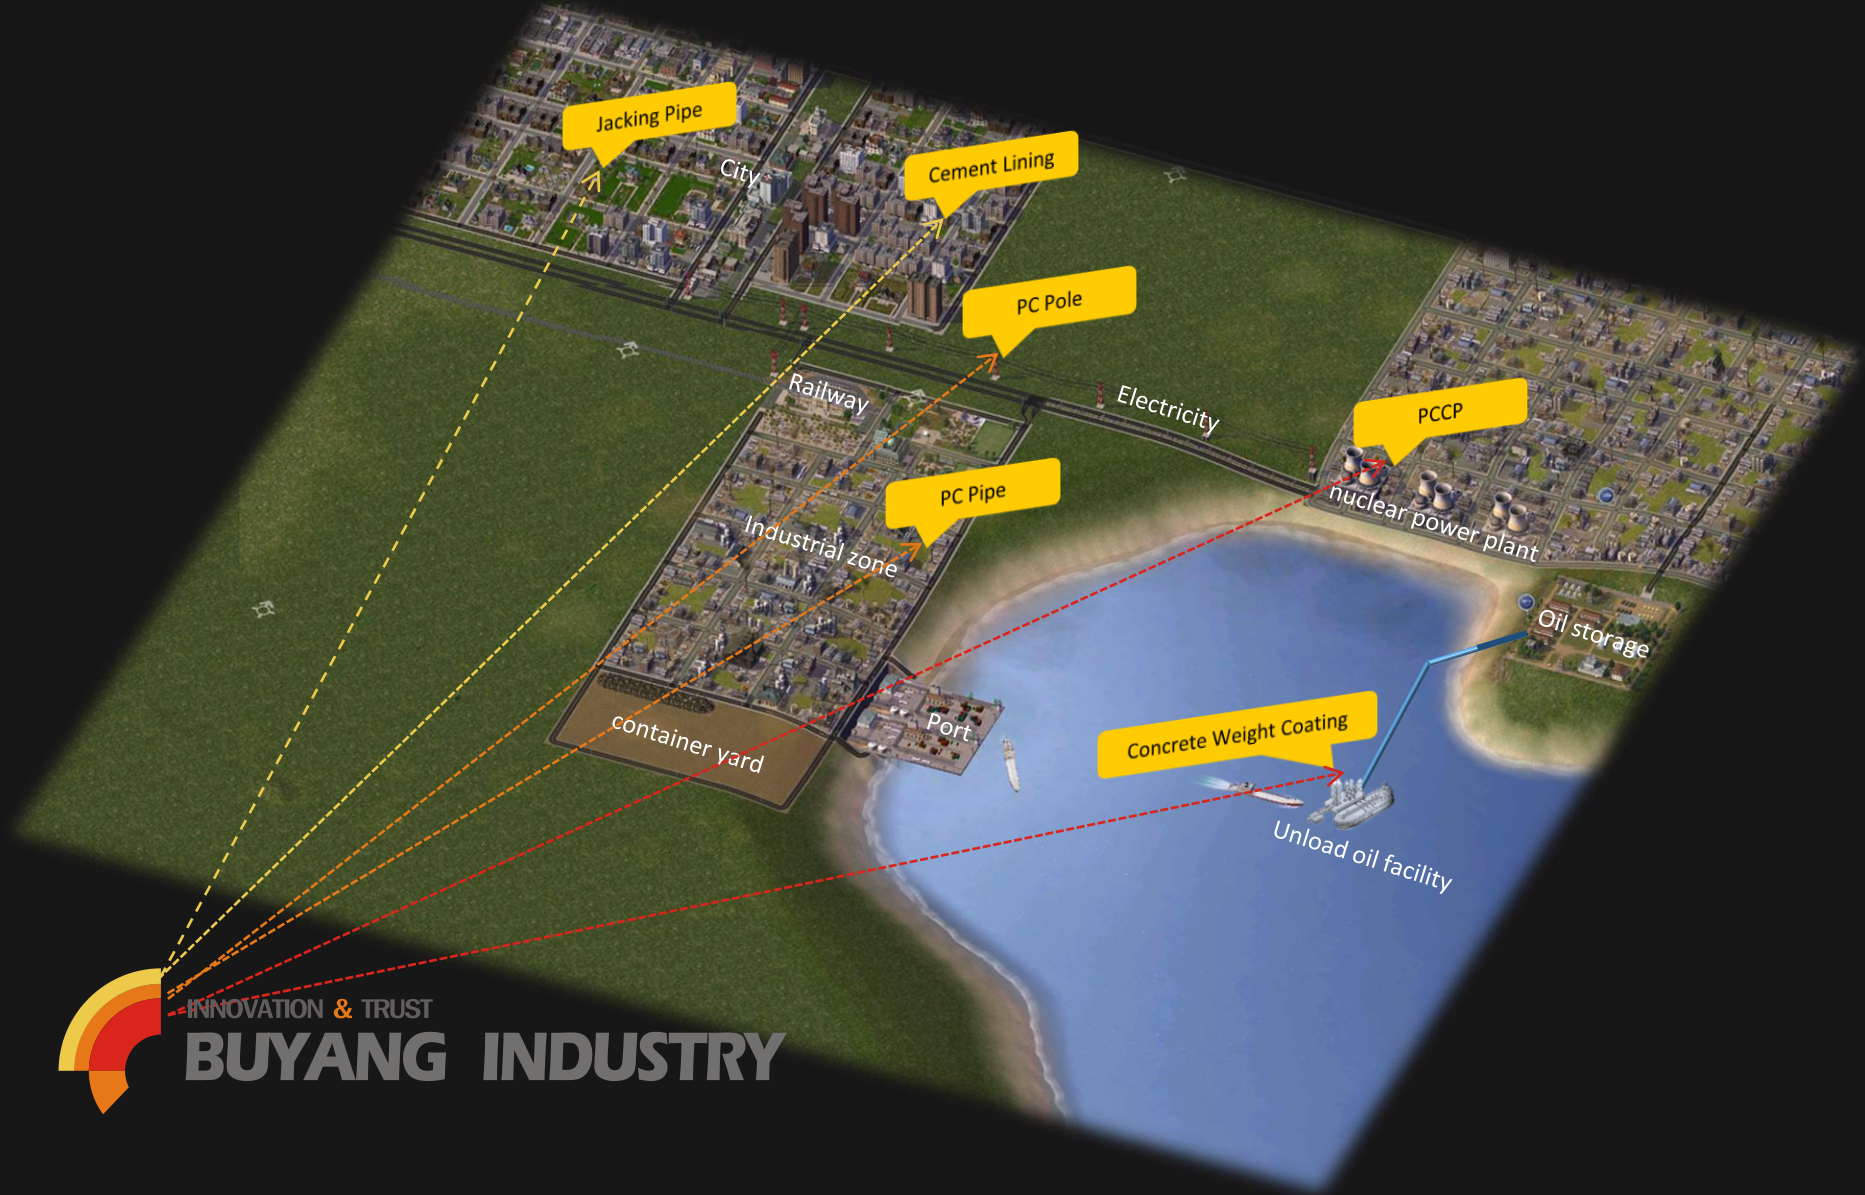 Jacking Pipe
City
Cement Lining
PC Pole
Railway
Electricity
PCCP
PC Pipe
nuclear power plant
Industrial zone
Oil storage
container yard
Port
Concrete Weight Coating
Unload oil facility
INNOVATION & TRUST
BUYANG INDUSTRY